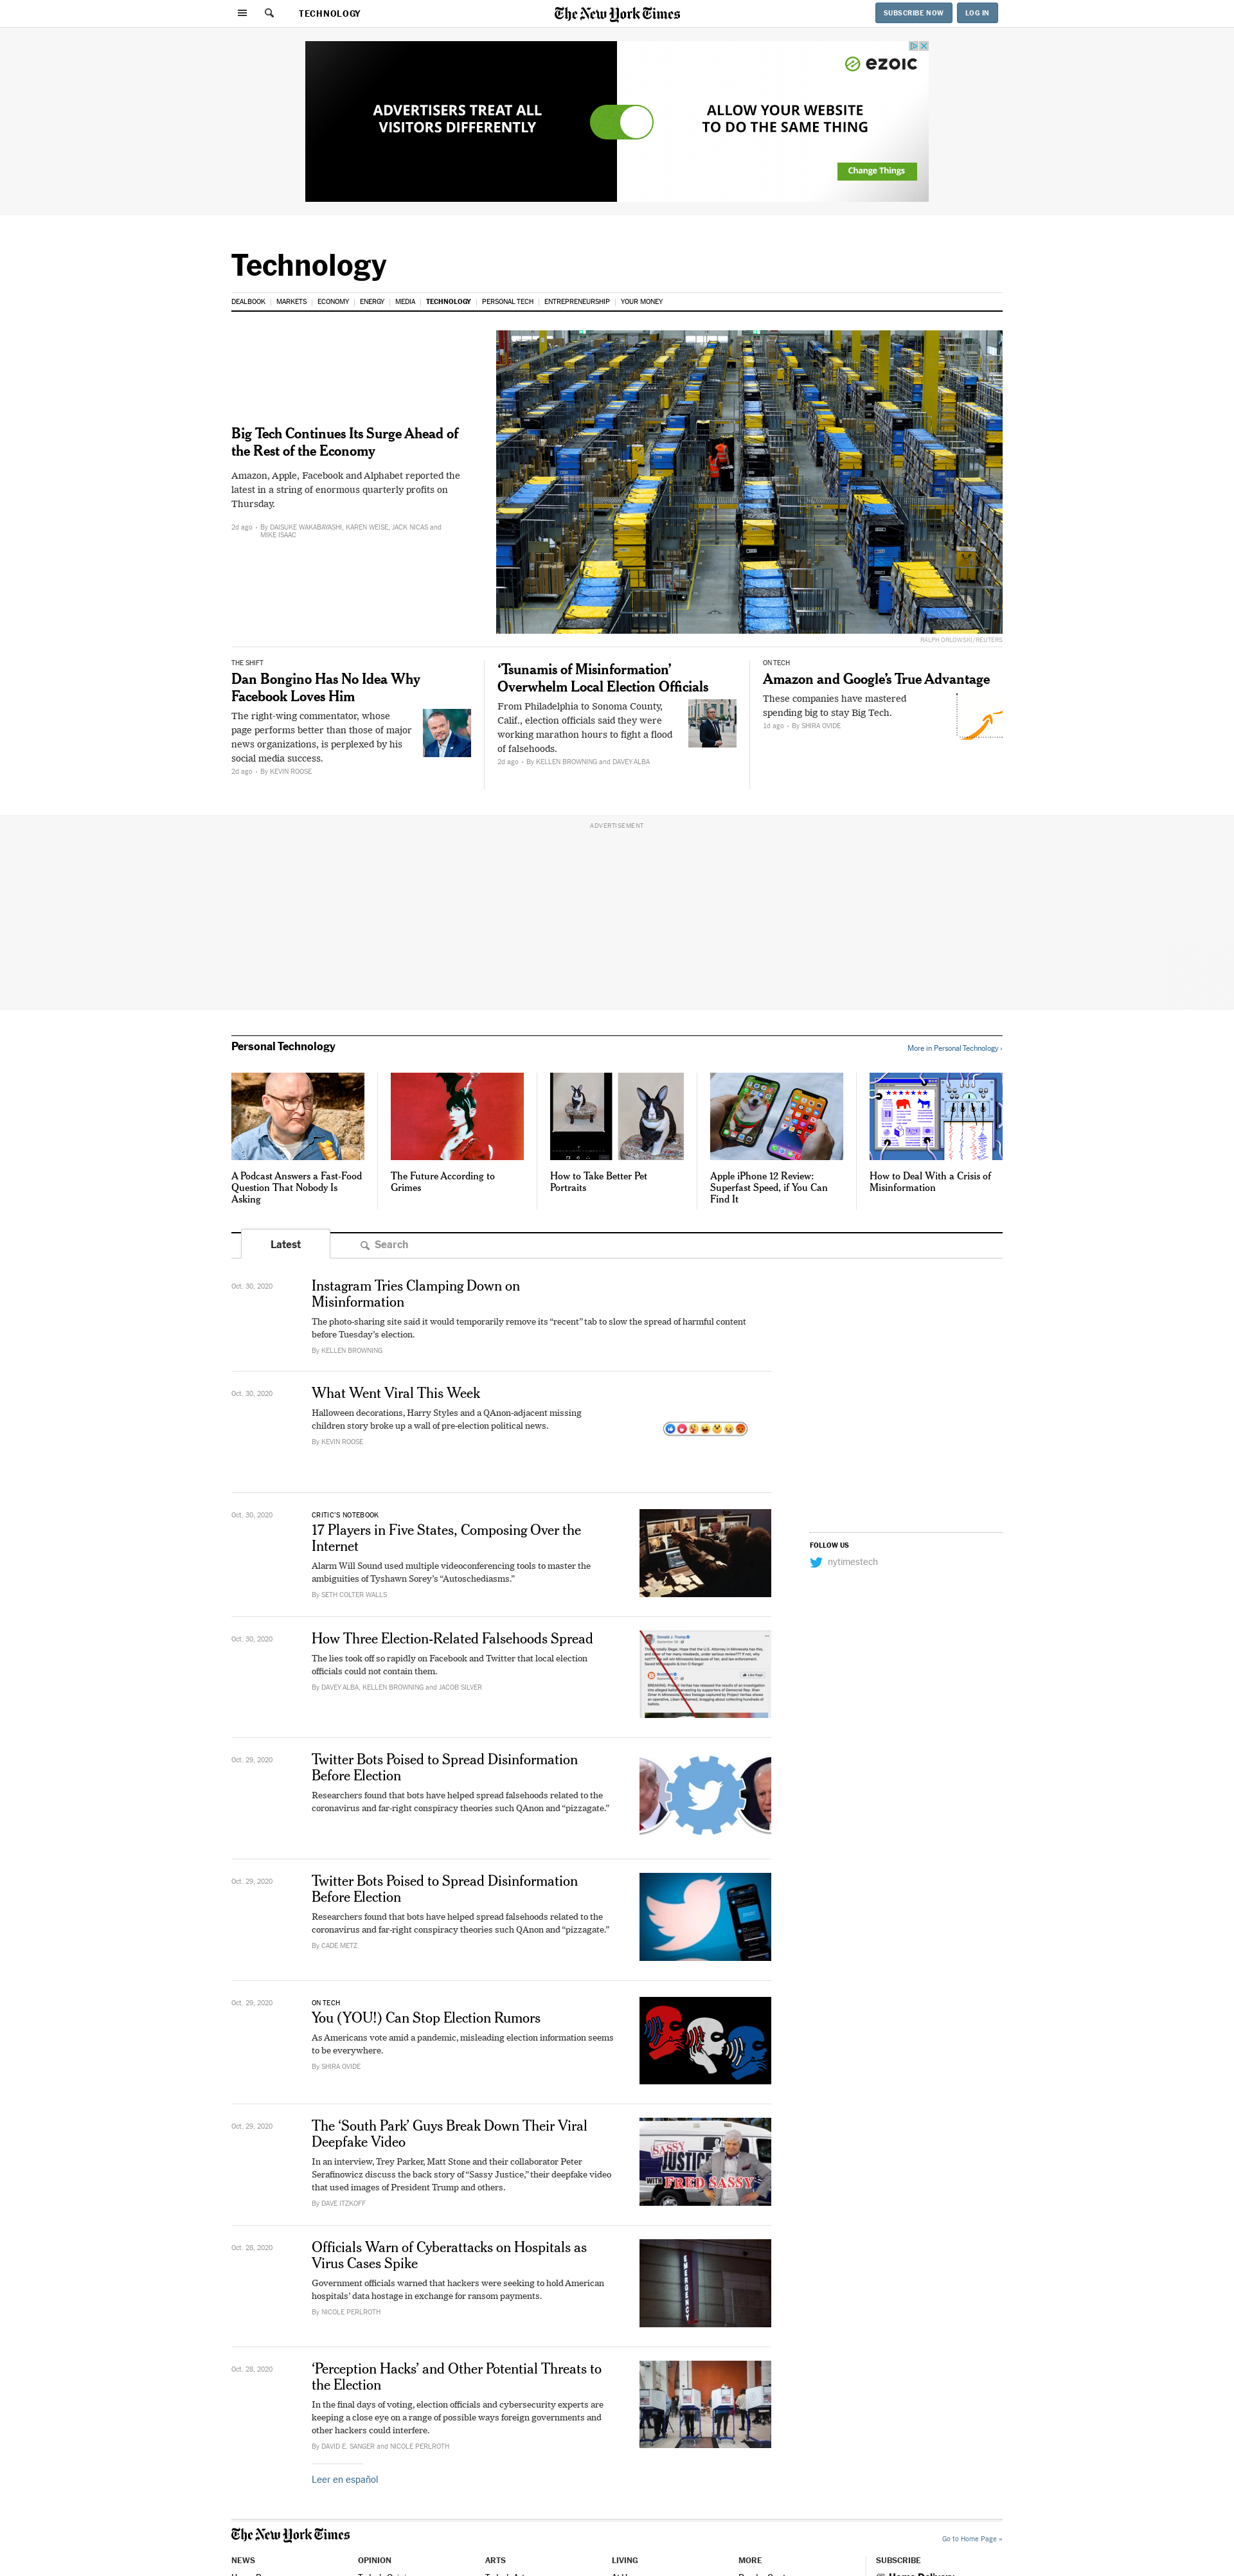 TECHNOLOGY
The New York Times
SUBSCRIBE NOW
LOG IN
ezoic
ADVERTISERS TREAT ALL
VISITORS DIFFERENTLY
ALLOW YOUR WEBSITE
TO DO THE SAME THING
Change Things
Technology
DEALBOOK | MARKETS | ECONOMY | ENERGY | MEDIA | TECHNOLOGY | PERSONAL TECH | ENTREPRENEURSHIP | YOUR MONEY
Big Tech Continues Its Surge Ahead of
the Rest of the Economy
Amazon, Apple, Facebook and Alphabet reported the
latest in a string of enormous quarterly profits on
Thursday.
2d ago • By DAISUKE WAKABAYASHI, KAREN WEISE, JACK NICAS and
MIKE ISAAC
RALPH ORLOWSKI/REUTERS
THE SHIFT
Dan Bongino Has No Idea Why
Facebook Loves Him
The right-wing commentator, whose
page performs better than those of major
news organizations, is perplexed by his
social media success.
2d ago • By KEVIN ROOSE
‘Tsunamis of Misinformation’
Overwhelm Local Election Officials
From Philadelphia to Sonoma County,
Calif., election officials said they were
working marathon hours to fight a flood
of falsehoods.
2d ago • By KELLEN BROWNING and DAVEY ALBA
ON TECH
Amazon and Google’s True Advantage
These companies have mastered
spending big to stay Big Tech.
1d ago • By SHIRA OVIDE
ADVERTISEMENT
Personal Technology
More in Personal Technology ›
A Podcast Answers a Fast-Food
Question That Nobody Is
Asking
The Future According to
Grimes
How to Take Better Pet
Portraits
Apple iPhone 12 Review:
Superfast Speed, if You Can
Find It
How to Deal With a Crisis of
Misinformation
Latest
Search
Oct. 30, 2020
Instagram Tries Clamping Down on
Misinformation
The photo-sharing site said it would temporarily remove its “recent” tab to slow the spread of harmful content
before Tuesday’s election.
By KELLEN BROWNING
Oct. 30, 2020
What Went Viral This Week
Halloween decorations, Harry Styles and a QAnon-adjacent missing
children story broke up a wall of pre-election political news.
By KEVIN ROOSE
Oct. 30, 2020
CRITIC’S NOTEBOOK
17 Players in Five States, Composing Over the
Internet
Alarm Will Sound used multiple videoconferencing tools to master the
ambiguities of Tyshawn Sorey’s “Autoschediasms.”
By SETH COLTER WALLS
FOLLOW US
nytimestech
Oct. 30, 2020
How Three Election-Related Falsehoods Spread
The lies took off so rapidly on Facebook and Twitter that local election
officials could not contain them.
By DAVEY ALBA, KELLEN BROWNING and JACOB SILVER
Oct. 29, 2020
Twitter Bots Poised to Spread Disinformation
Before Election
Researchers found that bots have helped spread falsehoods related to the
coronavirus and far-right conspiracy theories such QAnon and “pizzagate.”
Oct. 29, 2020
Twitter Bots Poised to Spread Disinformation
Before Election
Researchers found that bots have helped spread falsehoods related to the
coronavirus and far-right conspiracy theories such QAnon and “pizzagate.”
By CADE METZ
Oct. 29, 2020
ON TECH
You (YOU!) Can Stop Election Rumors
As Americans vote amid a pandemic, misleading election information seems
to be everywhere.
By SHIRA OVIDE
Oct. 29, 2020
The ‘South Park’ Guys Break Down Their Viral
Deepfake Video
In an interview, Trey Parker, Matt Stone and their collaborator Peter
Serafinowicz discuss the back story of “Sassy Justice,” their deepfake video
that used images of President Trump and others.
By DAVE ITZKOFF
SASSY
JUSTICE
WITH FRED SASSY
Oct. 28, 2020
Officials Warn of Cyberattacks on Hospitals as
Virus Cases Spike
Government officials warned that hackers were seeking to hold American
hospitals’ data hostage in exchange for ransom payments.
By NICOLE PERLROTH
EMERGENCY
Oct. 28, 2020
‘Perception Hacks’ and Other Potential Threats to
the Election
In the final days of voting, election officials and cybersecurity experts are
keeping a close eye on a range of possible ways foreign governments and
other hackers could interfere.
By DAVID E. SANGER and NICOLE PERLROTH
Leer en español
The New York Times
Go to Home Page »
NEWS
OPINION
ARTS
LIVING
MORE
SUBSCRIBE